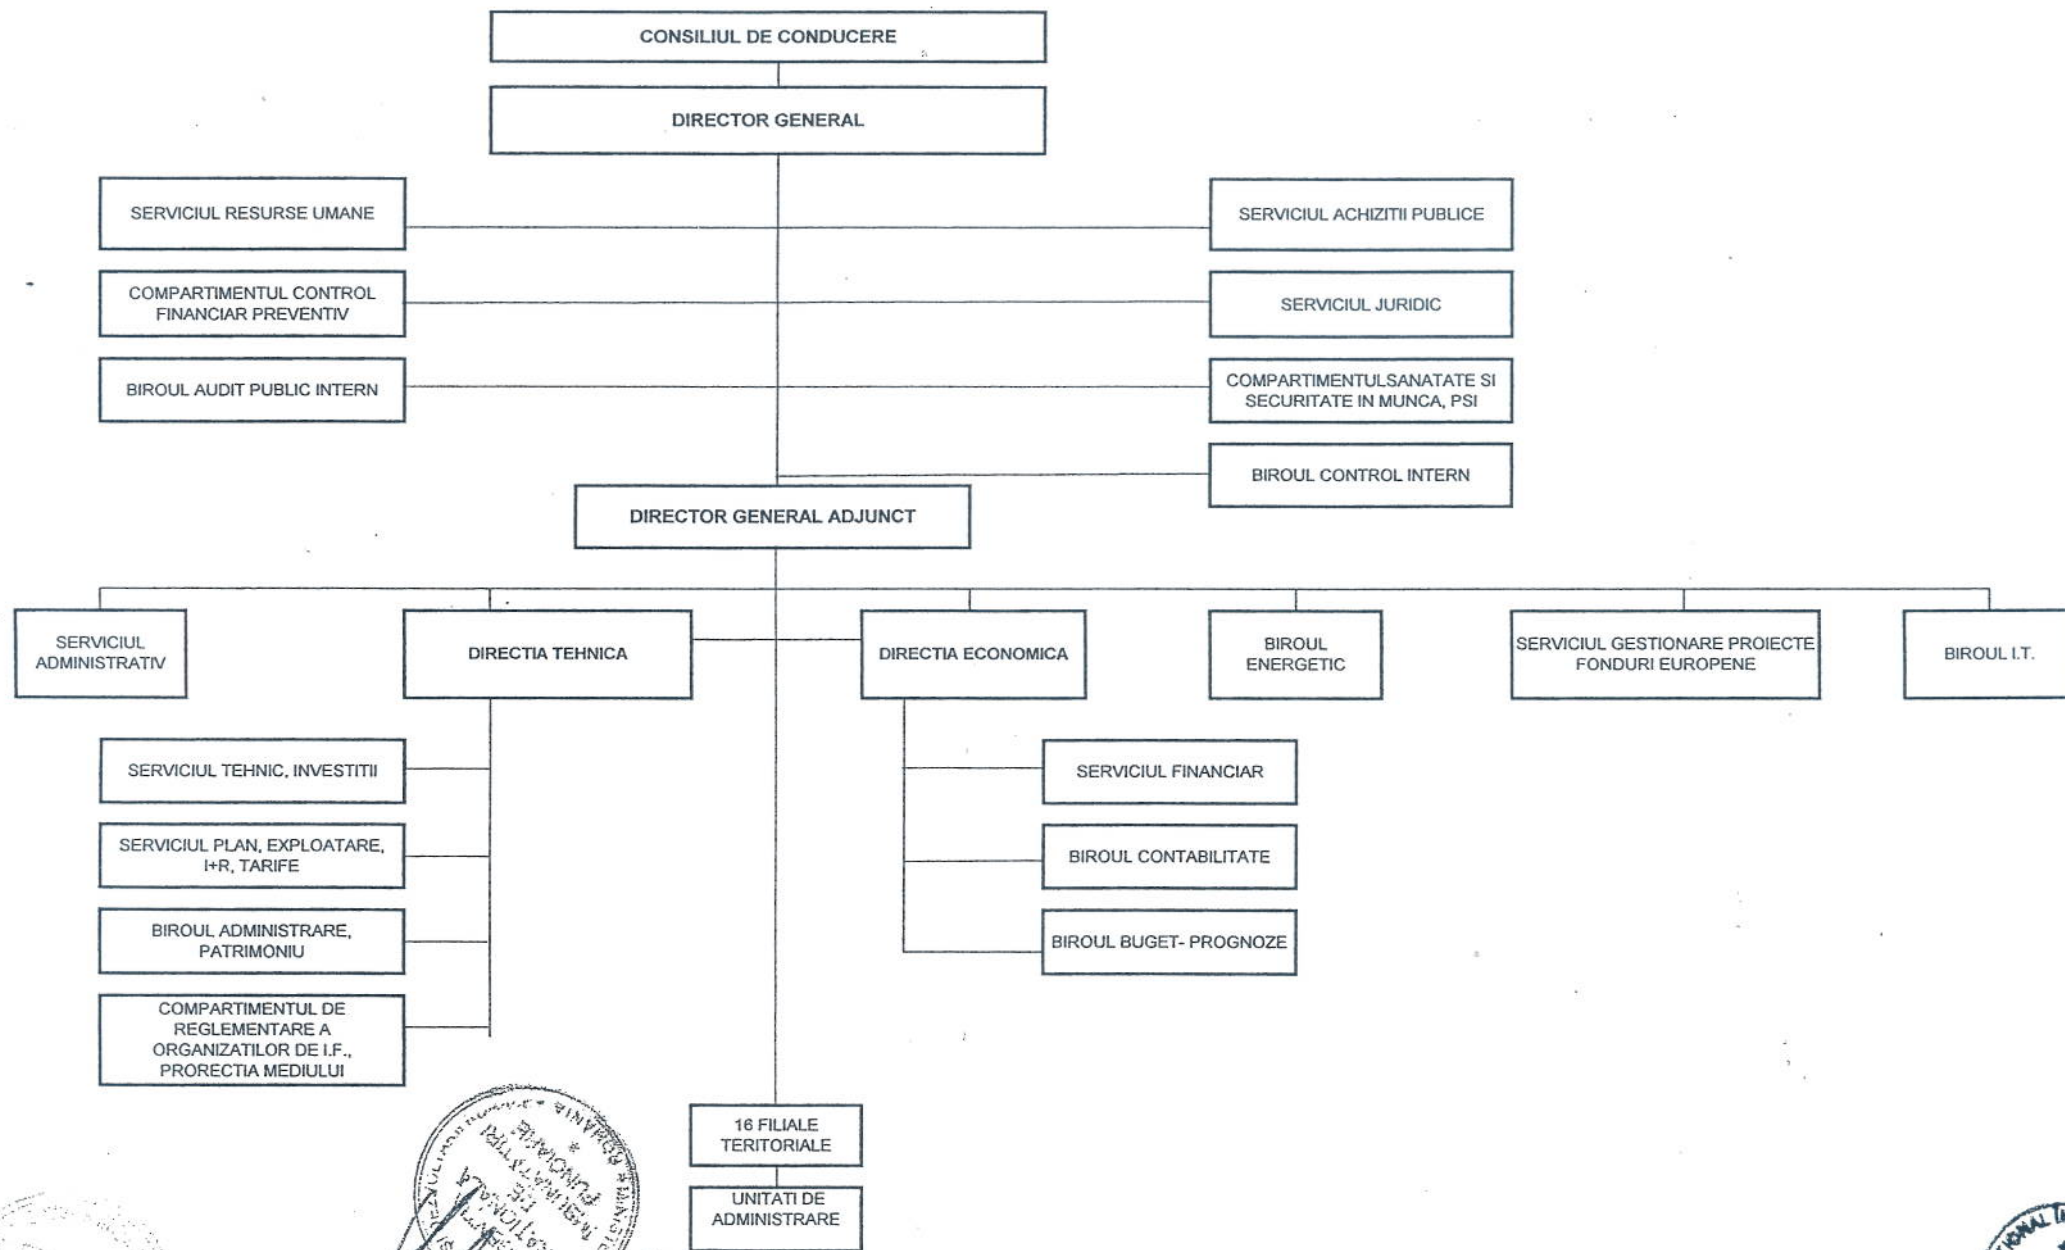 CONSILIUL DE CONDUCERE
DIRECTOR GENERAL
SERVICIUL RESURSE UMANE
SERVICIUL ACHIZITII PUBLICE
COMPARTIMENTUL CONTROL
FINANCIAR PREVENTIV
SERVICIUL JURIDIC
BIROUL AUDIT PUBLIC INTERN
COMPARTIMENTULSANATATE SI
SECURITATE IN MUNCA, PSI
BIROUL CONTROL INTERN
DIRECTOR GENERAL ADJUNCT
SERVICIUL
ADMINISTRATIV
DIRECTIA TEHNICA
DIRECTIA ECONOMICA
BIROUL
ENERGETIC
SERVICIUL GESTIONARE PROIECTE
FONDURI EUROPENE
BIROUL I.T.
SERVICIUL TEHNIC, INVESTITII
SERVICIUL FINANCIAR
SERVICIUL PLAN, EXPLOATARE,
I+R, TARIFE
BIROUL CONTABILITATE
BIROUL ADMINISTRARE,
PATRIMONIU
BIROUL BUGET- PROGNOZE
COMPARTIMENTUL DE
REGLEMENTARE A
ORGANIZATILOR DE I.F.,
PRORECTIA MEDIULUI
16 FILIALE
TERITORIALE
UNITATI DE
ADMINISTRARE
ROMANIA